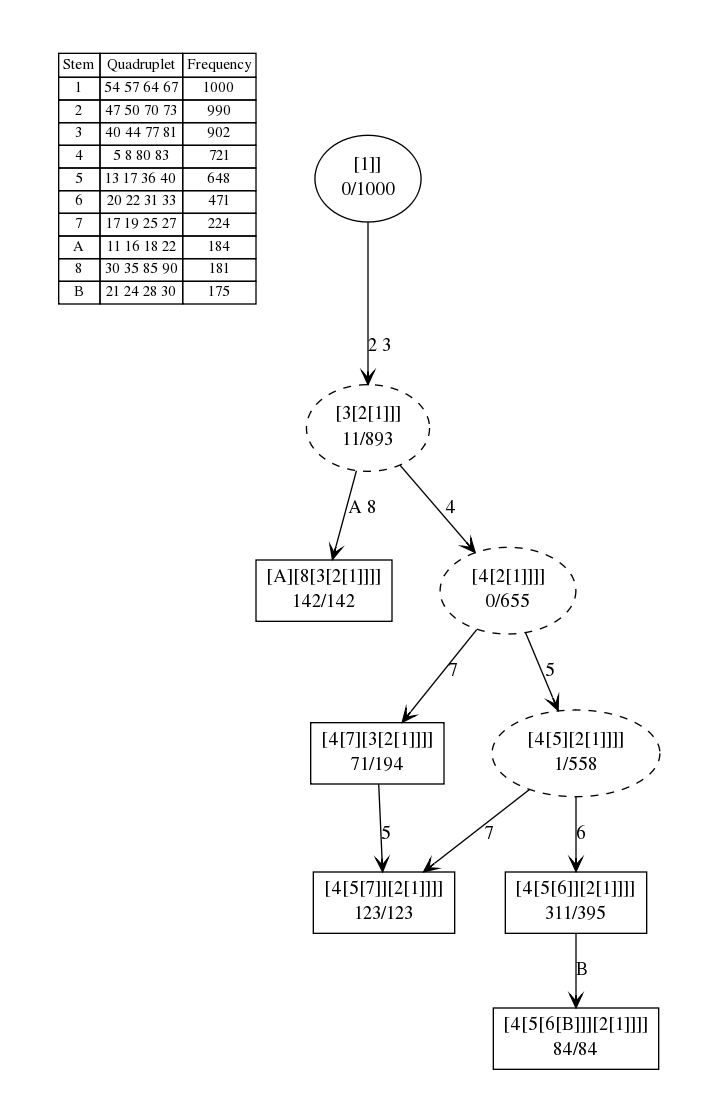 Stem Quadruplet Frequency
1 54 57 64 67 1000
2 47 50 70 73 990
3 40 44 77 81 902
4 5 8 80 83 721
5 13 17 36 40 648
6 20 22 31 33 471
7 17 19 25 27 224
A 11 16 18 22 184
8 30 35 85 90 181
B 21 24 28 30 175
[1]]
0/1000
2 3
[3[2[1]]]
11/893
A 8
4
[A][8[3[2[1]]]]
142/142
[4[2[1]]]]
0/655
7
5
[4[7][3[2[1]]]]
71/194
[4[5][2[1]]]]
1/558
5
7
6
[4[5[7]][2[1]]]]
123/123
[4[5[6]][2[1]]]]
311/395
B
[4[5[6[B]]][2[1]]]]
84/84